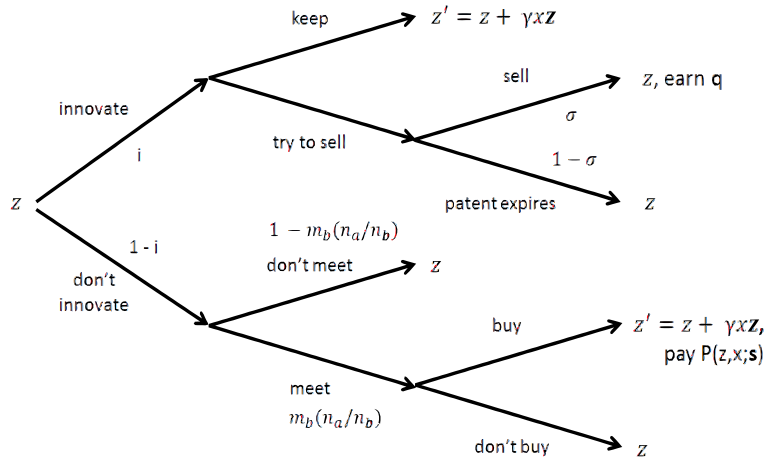 keep
z′ = z + γx𝐳
innovate
i
try to sell
sell
σ
z, earn q
1 − σ
patent expires
z
z
1 - i
don't
innovate
1 − m_b(n_a/n_b)
don't meet
z
meet
m_b(n_a/n_b)
buy
z′ = z + γx𝐳,
pay P(z,x;𝐬)
don't buy
z